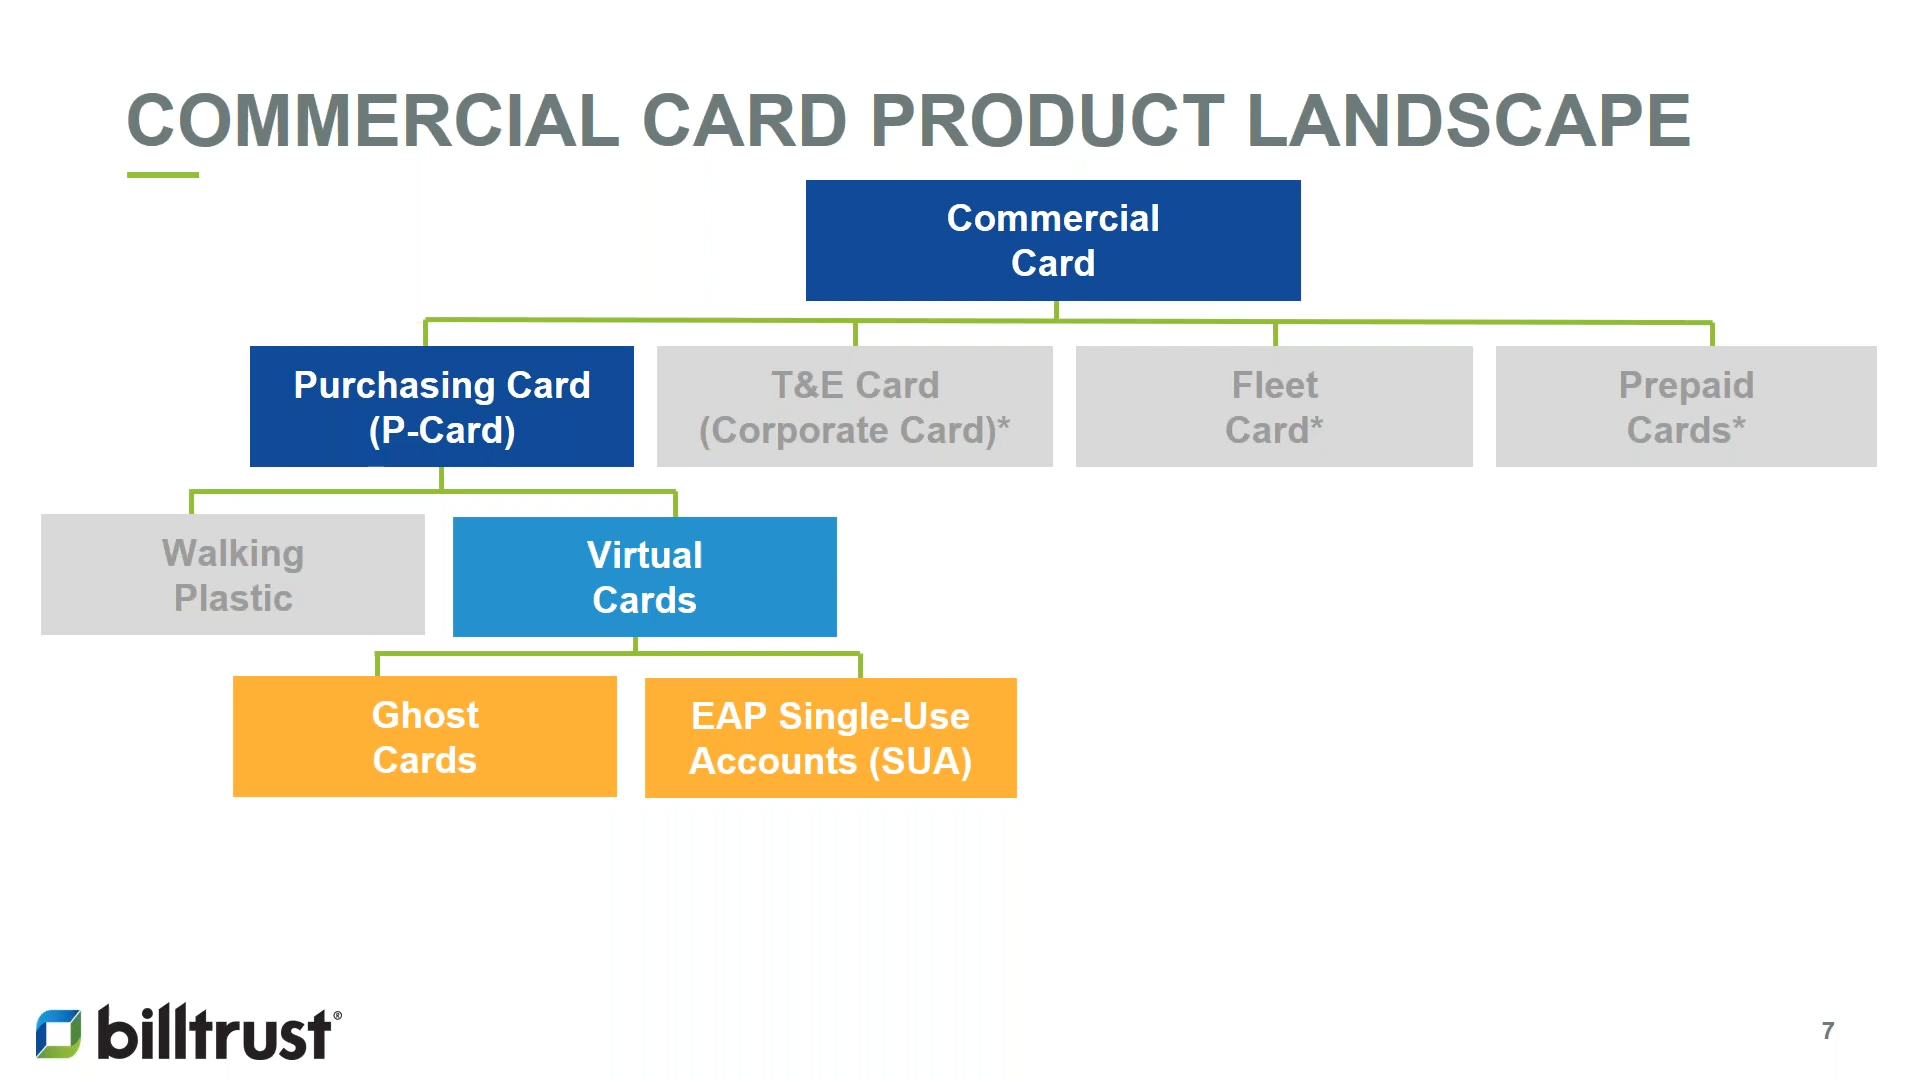 COMMERCIAL CARD PRODUCT LANDSCAPE
Commercial
Card
Purchasing Card
(P-Card)
T&E Card
(Corporate Card)*
Fleet
Card*
Prepaid
Cards*
Walking
Plastic
Virtual
Cards
Ghost
Cards
EAP Single-Use
Accounts (SUA)
billtrust®
7